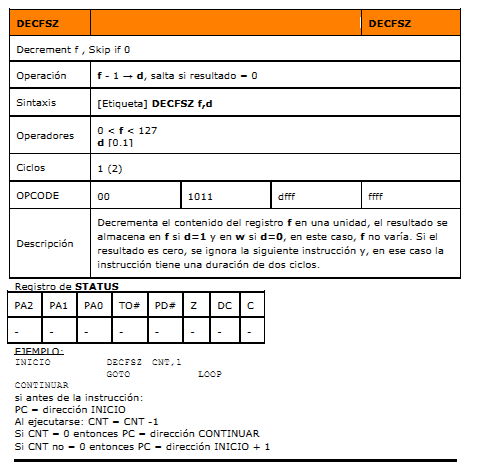 DECFSZ DECFSZ
Decrement f , Skip if 0
Operación f - 1 → d, salta si resultado = 0
Sintaxis [Etiqueta] DECFSZ f,d
Operadores 0 < f < 127
d [0.1]
Ciclos 1 (2)
OPCODE 00 1011 dfff ffff
Descripción Decrementa el contenido del registro f en una unidad, el resultado se
almacena en f si d=1 y en w si d=0, en este caso, f no varía. Si el
resultado es cero, se ignora la siguiente instrucción y, en ese caso la
instrucción tiene una duración de dos ciclos.
Registro de STATUS
PA2 PA1 PA0 TO# PD# Z DC C
- - - - - - - -
EJEMPLO:
INICIO DECFSZ CNT,1
GOTO LOOP
CONTINUAR
si antes de la instrucción:
PC = dirección INICIO
Al ejecutarse: CNT = CNT -1
Si CNT = 0 entonces PC = dirección CONTINUAR
Si CNT no = 0 entonces PC = dirección INICIO + 1